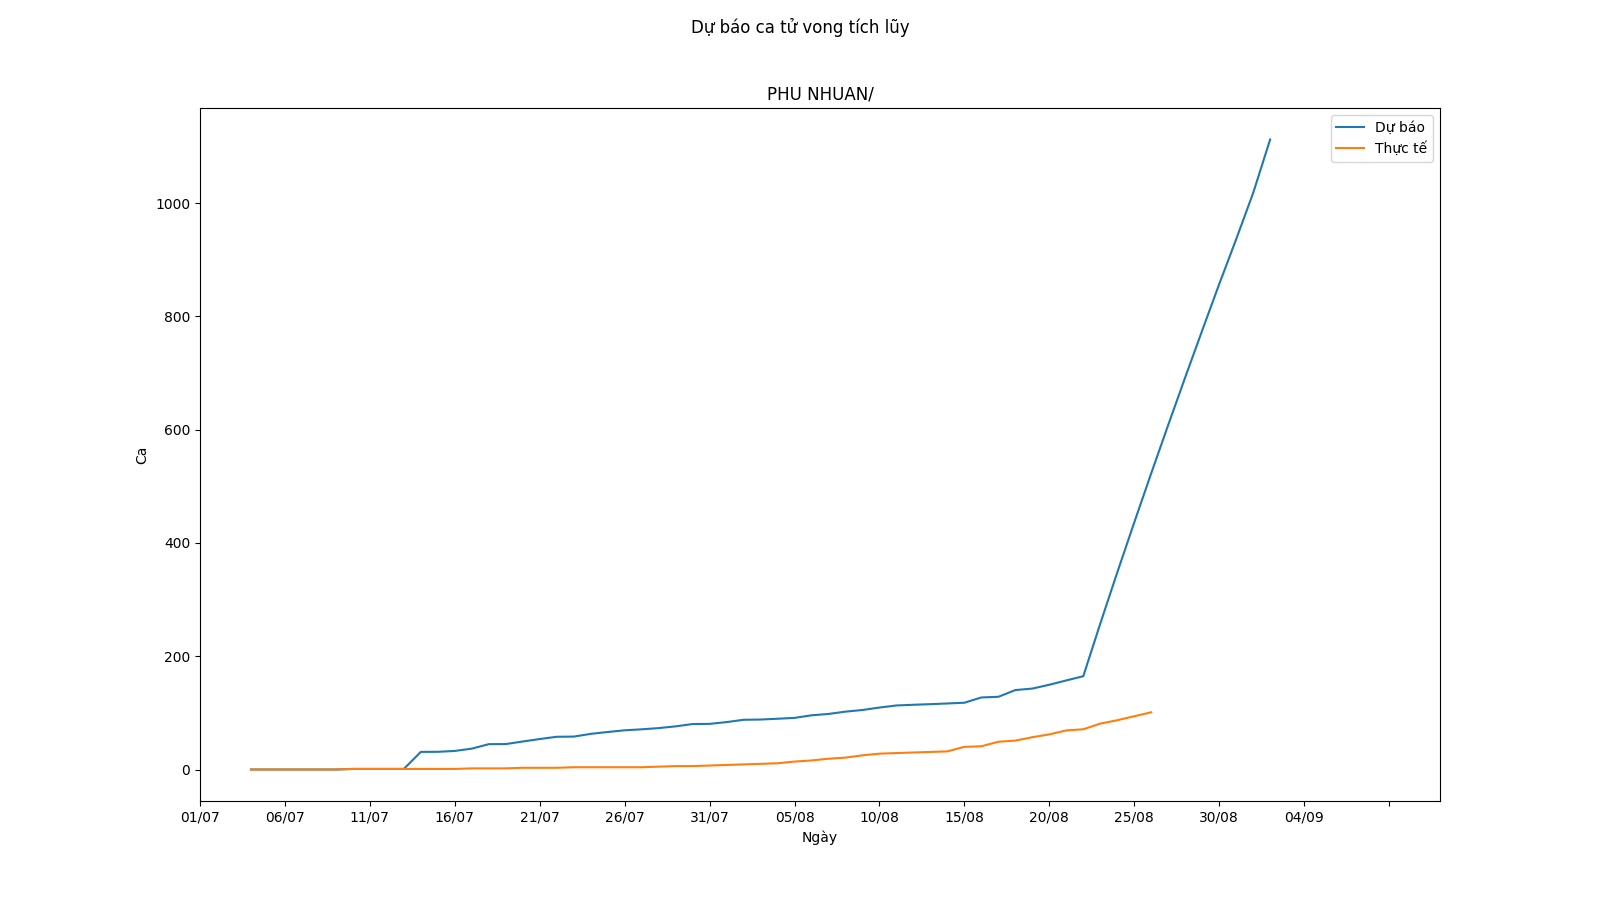 Dự báo ca tử vong tích lũy
PHU NHUAN/
Dự báo
Thực tế
1000
800
600
400
200
0
Ca
01/07 06/07 11/07 16/07 21/07 26/07 31/07 05/08 10/08 15/08 20/08 25/08 30/08 04/09
Ngày